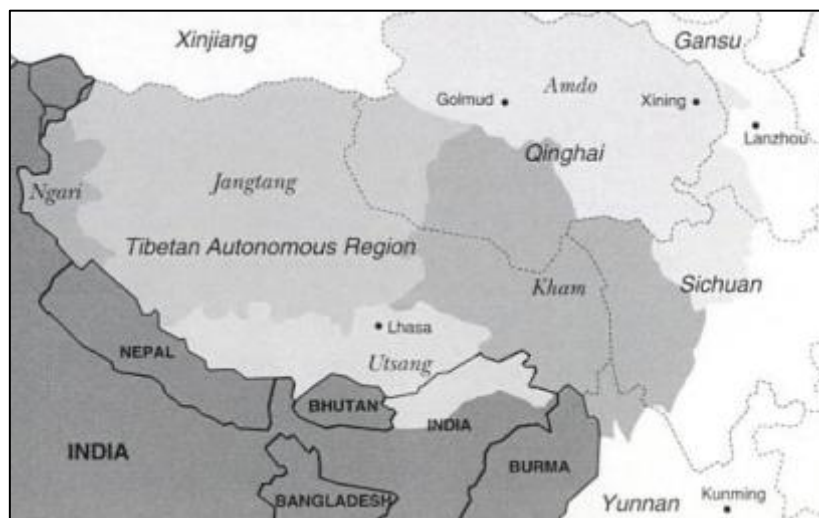 Xinjiang
Gansu
Golmud
Amdo
Xining
Lanzhou
Qinghai
Ngari
Jangtang
Tibetan Autonomous Region
Kham
Sichuan
Lhasa
NEPAL
Utsang
BHUTAN
INDIA
INDIA
BURMA
BANGLADESH
Yunnan
Kunming